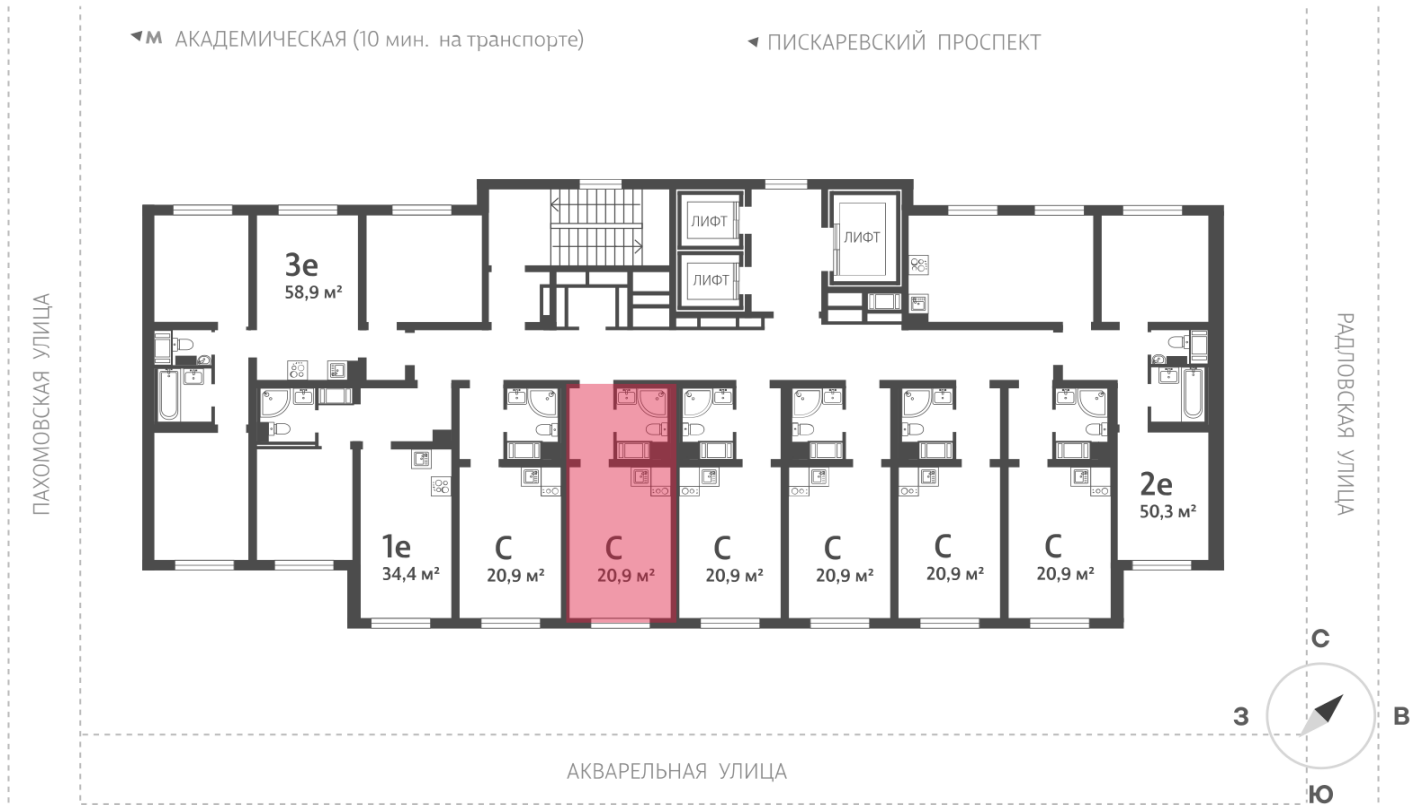 М АКАДЕМИЧЕСКАЯ (10 мин. на транспорте)
ПИСКАРЕВСКИЙ ПРОСПЕКТ
ПАХОМОВСКАЯ УЛИЦА
РАДЛОВСКАЯ УЛИЦА
ЛИФТ
ЛИФТ
ЛИФТ
3е
58,9 м²
2е
50,3 м²
1е
34,4 м²
С
20,9 м²
С
20,9 м²
С
20,9 м²
С
20,9 м²
С
20,9 м²
С
20,9 м²
С
З
В
Ю
АКВАРЕЛЬНАЯ УЛИЦА